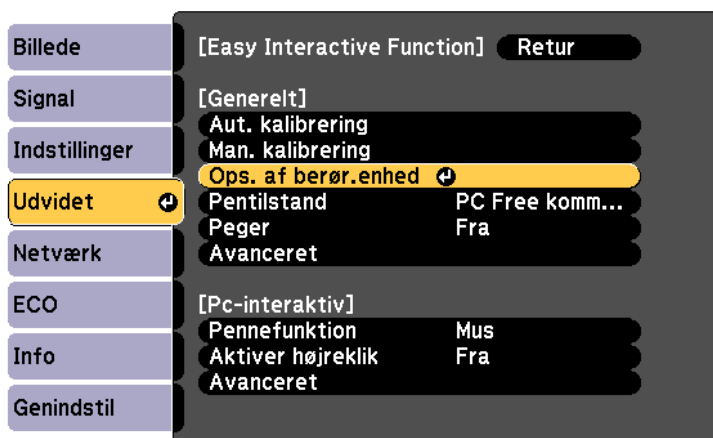 Billede
Signal
Indstillinger
Udvidet
Netværk
ECO
Info
Genindstil
[Easy Interactive Function] Retur
[Generelt]
Aut. kalibrering
Man. kalibrering
Ops. af berør.enhed
Pentilstand PC Free komm...
Peger Fra
Avanceret
[Pc-interaktiv]
Pennefunktion Mus
Aktiver højreklik Fra
Avanceret